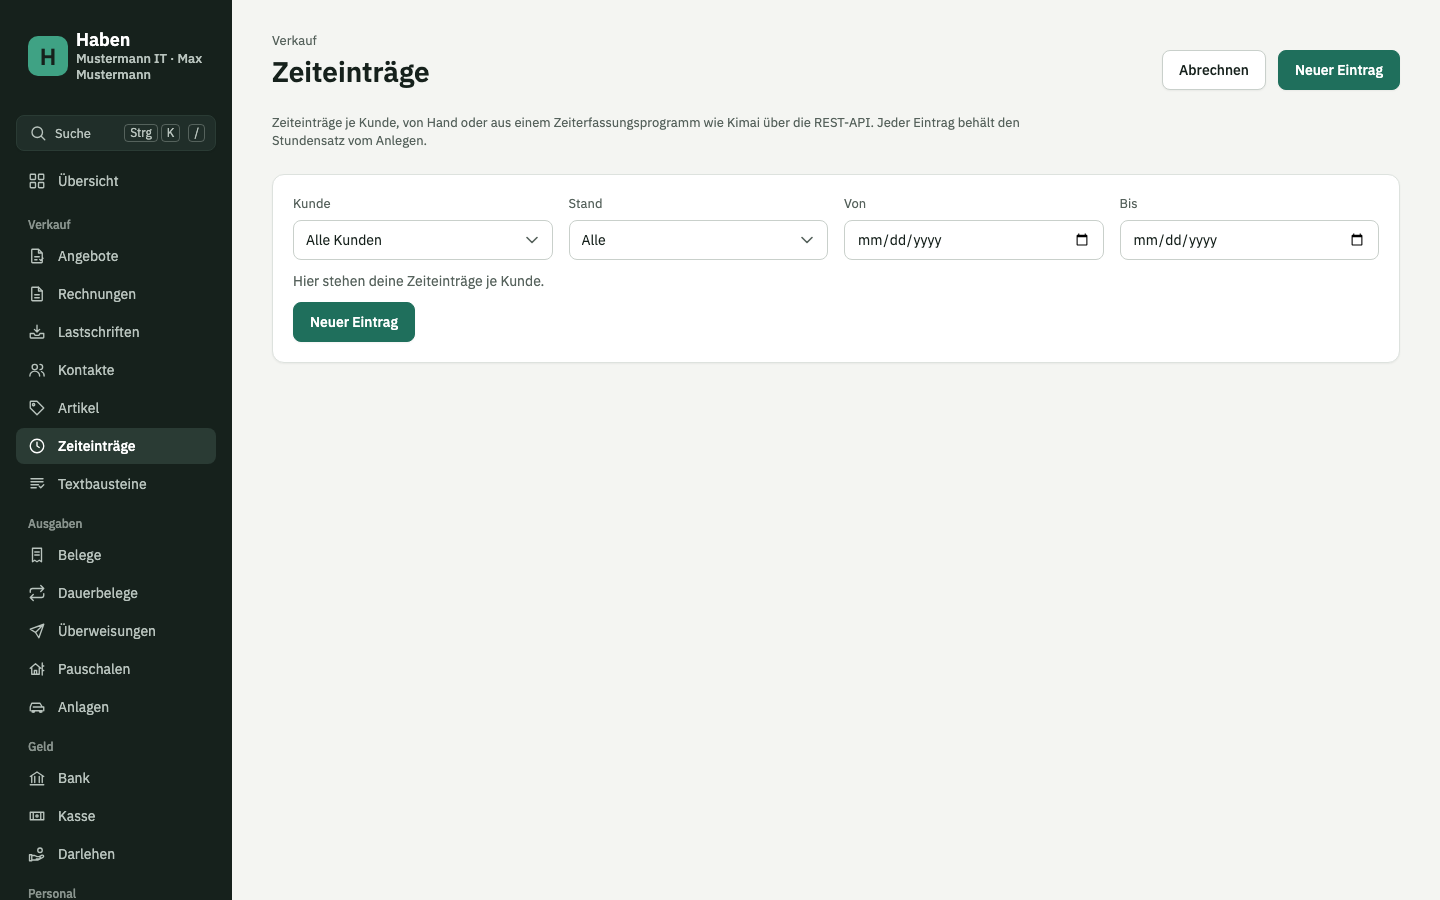 H
Haben
Mustermann IT · Max
Mustermann
Suche Strg K /
Übersicht
Verkauf
Angebote
Rechnungen
Lastschriften
Kontakte
Artikel
Zeiteinträge
Textbausteine
Ausgaben
Belege
Dauerbelege
Überweisungen
Pauschalen
Anlagen
Geld
Bank
Kasse
Darlehen
Personal
Verkauf
Zeiteinträge
Abrechnen Neuer Eintrag
Zeiteinträge je Kunde, von Hand oder aus einem Zeiterfassungsprogramm wie Kimai über die REST-API. Jeder Eintrag behält den
Stundensatz vom Anlegen.
Kunde Stand Von Bis
Alle Kunden Alle mm/dd/yyyy mm/dd/yyyy
Hier stehen deine Zeiteinträge je Kunde.
Neuer Eintrag